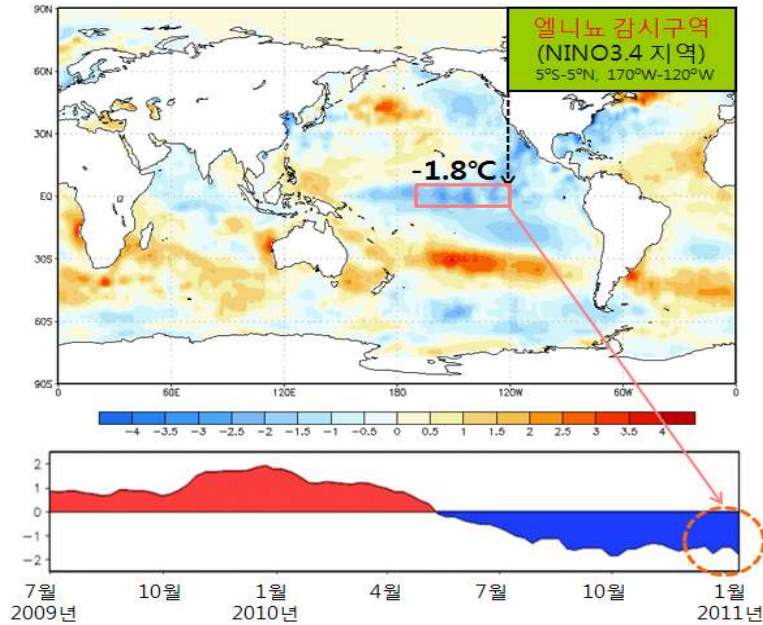 엘니뇨 감시구역
(NINO3.4 지역)
5ºS-5ºN, 170ºW-120ºW
90N
60N
30N
EQ
30S
60S
90S
-1.8℃
0 60E 120E 180 120W 60W 0
-4 -3.5 -3 -2.5 -2 -1.5 -1 -0.5 0 0.5 1 1.5 2 2.5 3 3.5 4
2
1
0
-1
-2
7월 10월 1월 4월 7월 10월 1월
2009년 2010년 2011년